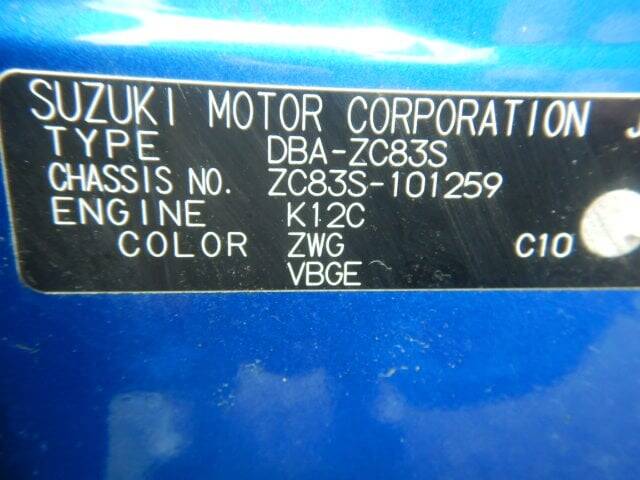 SUZUKI MOTOR CORPORATION J
TYPE DBA-ZC83S
CHASSIS NO. ZC83S-101259
ENGINE K12C
COLOR ZWG C10
VBGE